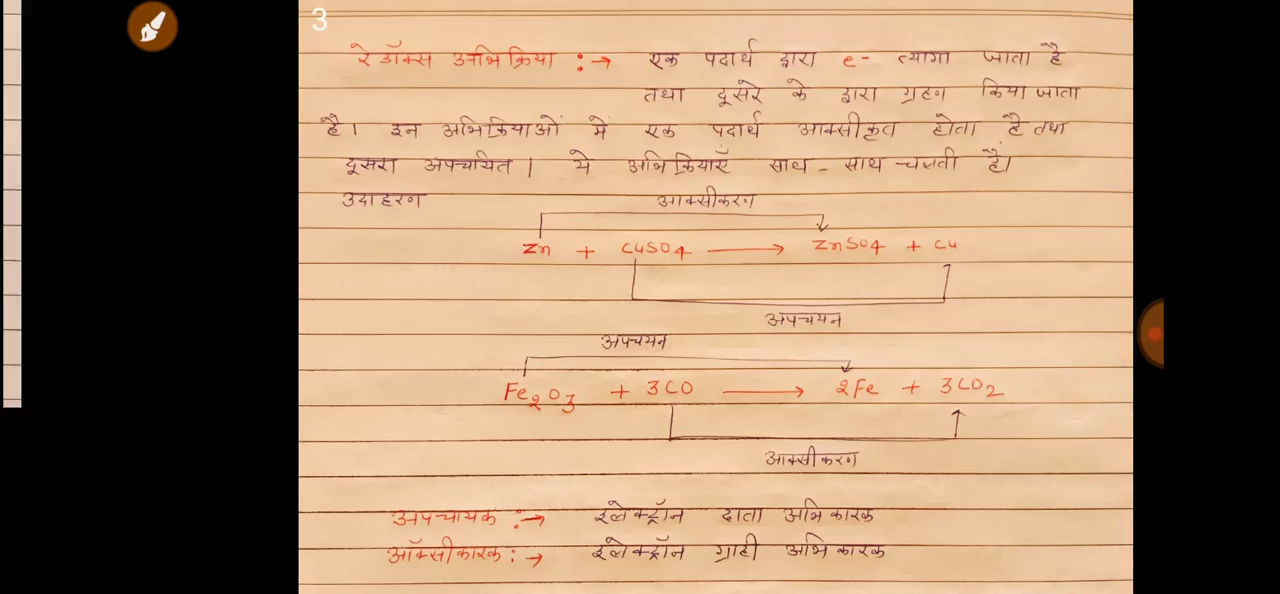 3
रेडॉक्स अभिक्रिया :→ एक पदार्थ द्वारा e- त्यागा जाता है
तथा दूसरे के द्वारा ग्रहण किया जाता
है। इन अभिक्रियाओं में एक पदार्थ आक्सीकृत होता है तथा
दूसरा अपचयित। ये अभिक्रियाएँ साथ - साथ चलती हैं।
उदाहरण
आक्सीकरण
Zn + CuSO4 → ZnSO4 + Cu
अपचयन
अपचयन
Fe2O3 + 3CO → 2Fe + 3CO2
आक्सीकरण
अपचायक :→ इलेक्ट्रॉन दाता अभिकारक
ऑक्सीकारक :→ इलेक्ट्रॉन ग्राही अभिकारक